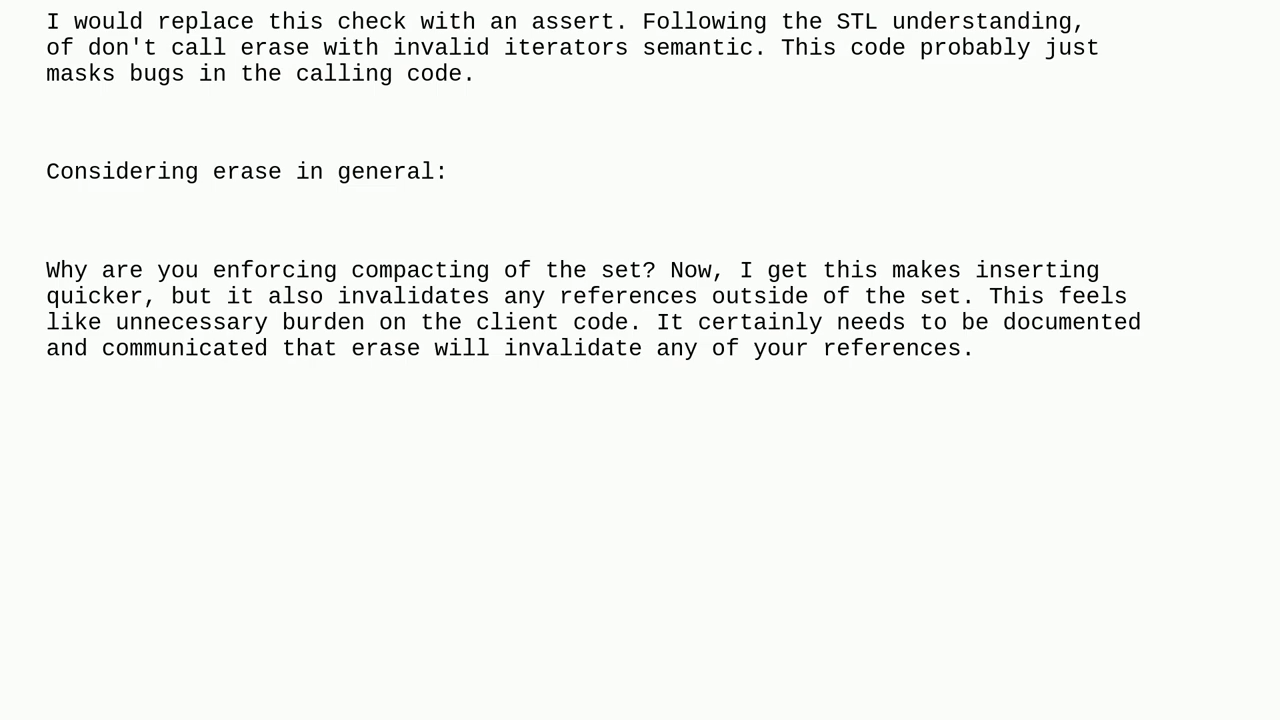 I would replace this check with an assert. Following the STL understanding,
of don't call erase with invalid iterators semantic. This code probably just
masks bugs in the calling code.
Considering erase in general:
Why are you enforcing compacting of the set? Now, I get this makes inserting
quicker, but it also invalidates any references outside of the set. This feels
like unnecessary burden on the client code. It certainly needs to be documented
and communicated that erase will invalidate any of your references.